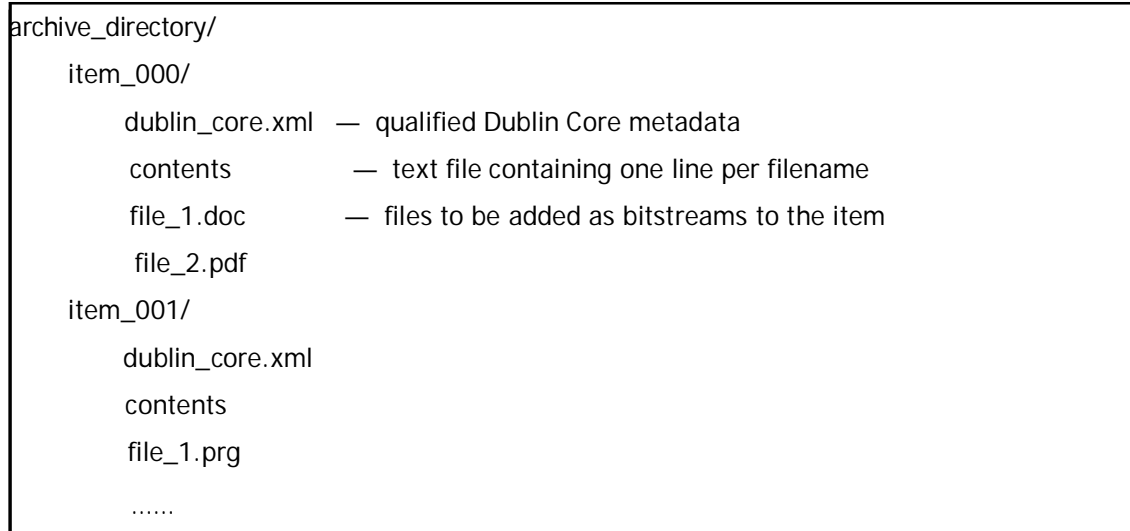 archive_directory/
item_000/
dublin_core.xml — qualified Dublin Core metadata
contents — text file containing one line per filename
file_1.doc — files to be added as bitstreams to the item
file_2.pdf
item_001/
dublin_core.xml
contents
file_1.prg
......